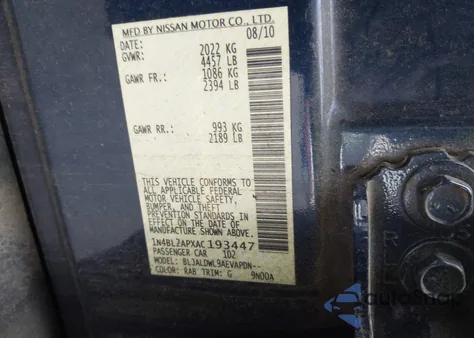 MFD BY NISSAN MOTOR CO., LTD.
DATE: 08/10
GVWR: 2022 KG
4457 LB
GAWR FR.: 1086 KG
2394 LB
GAWR RR.: 993 KG
2189 LB
THIS VEHICLE CONFORMS TO
ALL APPLICABLE FEDERAL
MOTOR VEHICLE SAFETY,
BUMPER, AND THEFT
PREVENTION STANDARDS IN
EFFECT ON THE DATE OF
MANUFACTURE SHOWN ABOVE.
1N4BL2APXAC193447
PASSENGER CAR 102
MODEL: BL3ALDWL9AEVAPDN--
COLOR: RAB TRIM: G 9N00A
autosnap